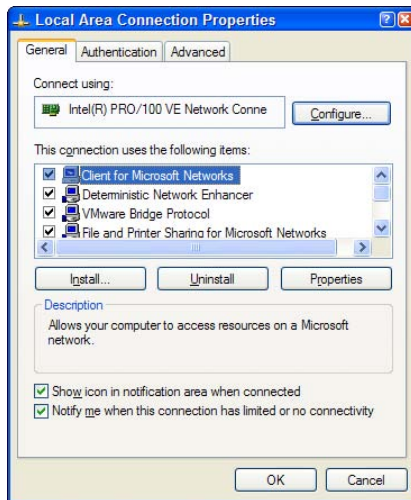 Local Area Connection Properties
General Authentication Advanced
Connect using:
Intel(R) PRO/100 VE Network Conne
Configure...
This connection uses the following items:
Client for Microsoft Networks
Deterministic Network Enhancer
VMware Bridge Protocol
File and Printer Sharing for Microsoft Networks
Install... Uninstall Properties
Description
Allows your computer to access resources on a Microsoft
network.
Show icon in notification area when connected
Notify me when this connection has limited or no connectivity
OK Cancel